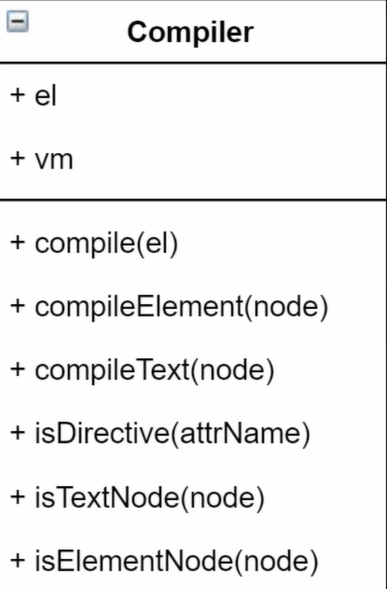 Compiler
+ el
+ vm
+ compile(el)
+ compileElement(node)
+ compileText(node)
+ isDirective(attrName)
+ isTextNode(node)
+ isElementNode(node)